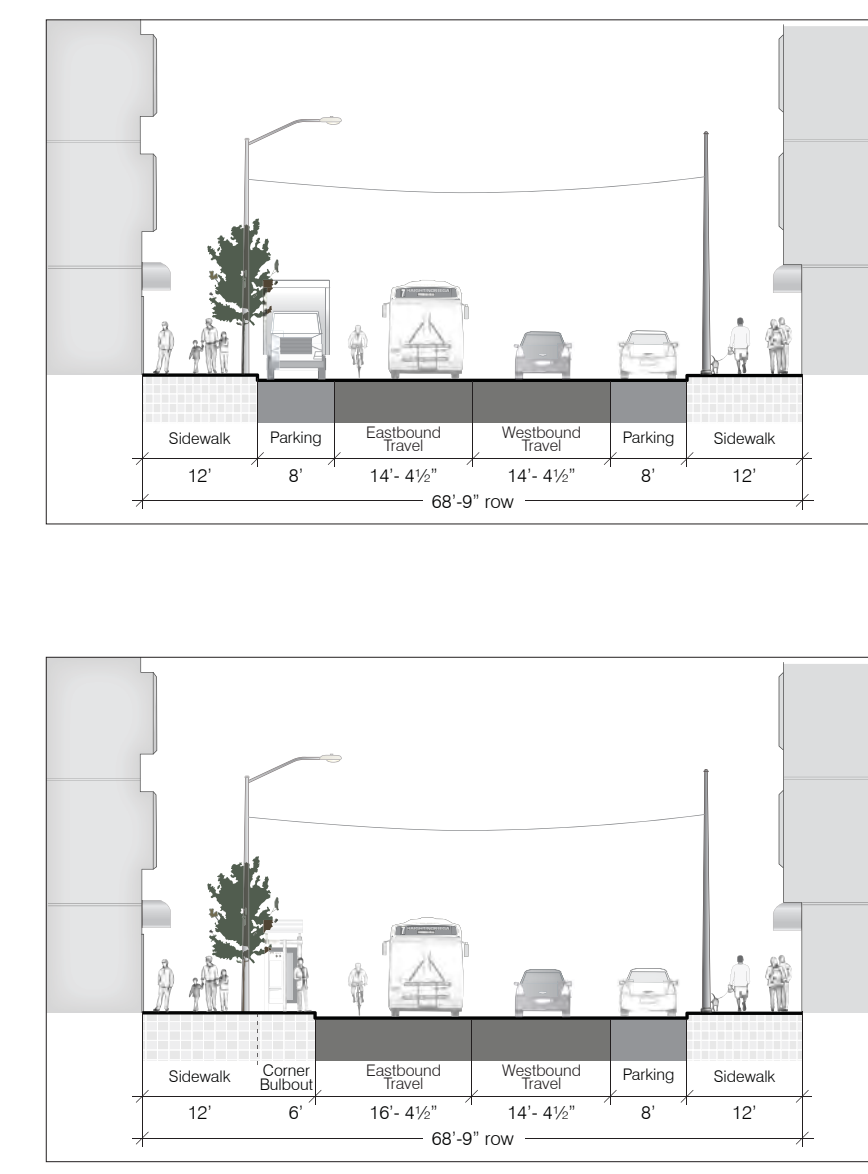 Sidewalk
Parking
Eastbound
Travel
Westbound
Travel
Parking
Sidewalk
12’
8’
14’- 4½”
14’- 4½”
8’
12’
68’-9” row
Sidewalk
Corner
Bulbout
Eastbound
Travel
Westbound
Travel
Parking
Sidewalk
12’
6’
16’- 4½”
14’- 4½”
8’
12’
68’-9” row